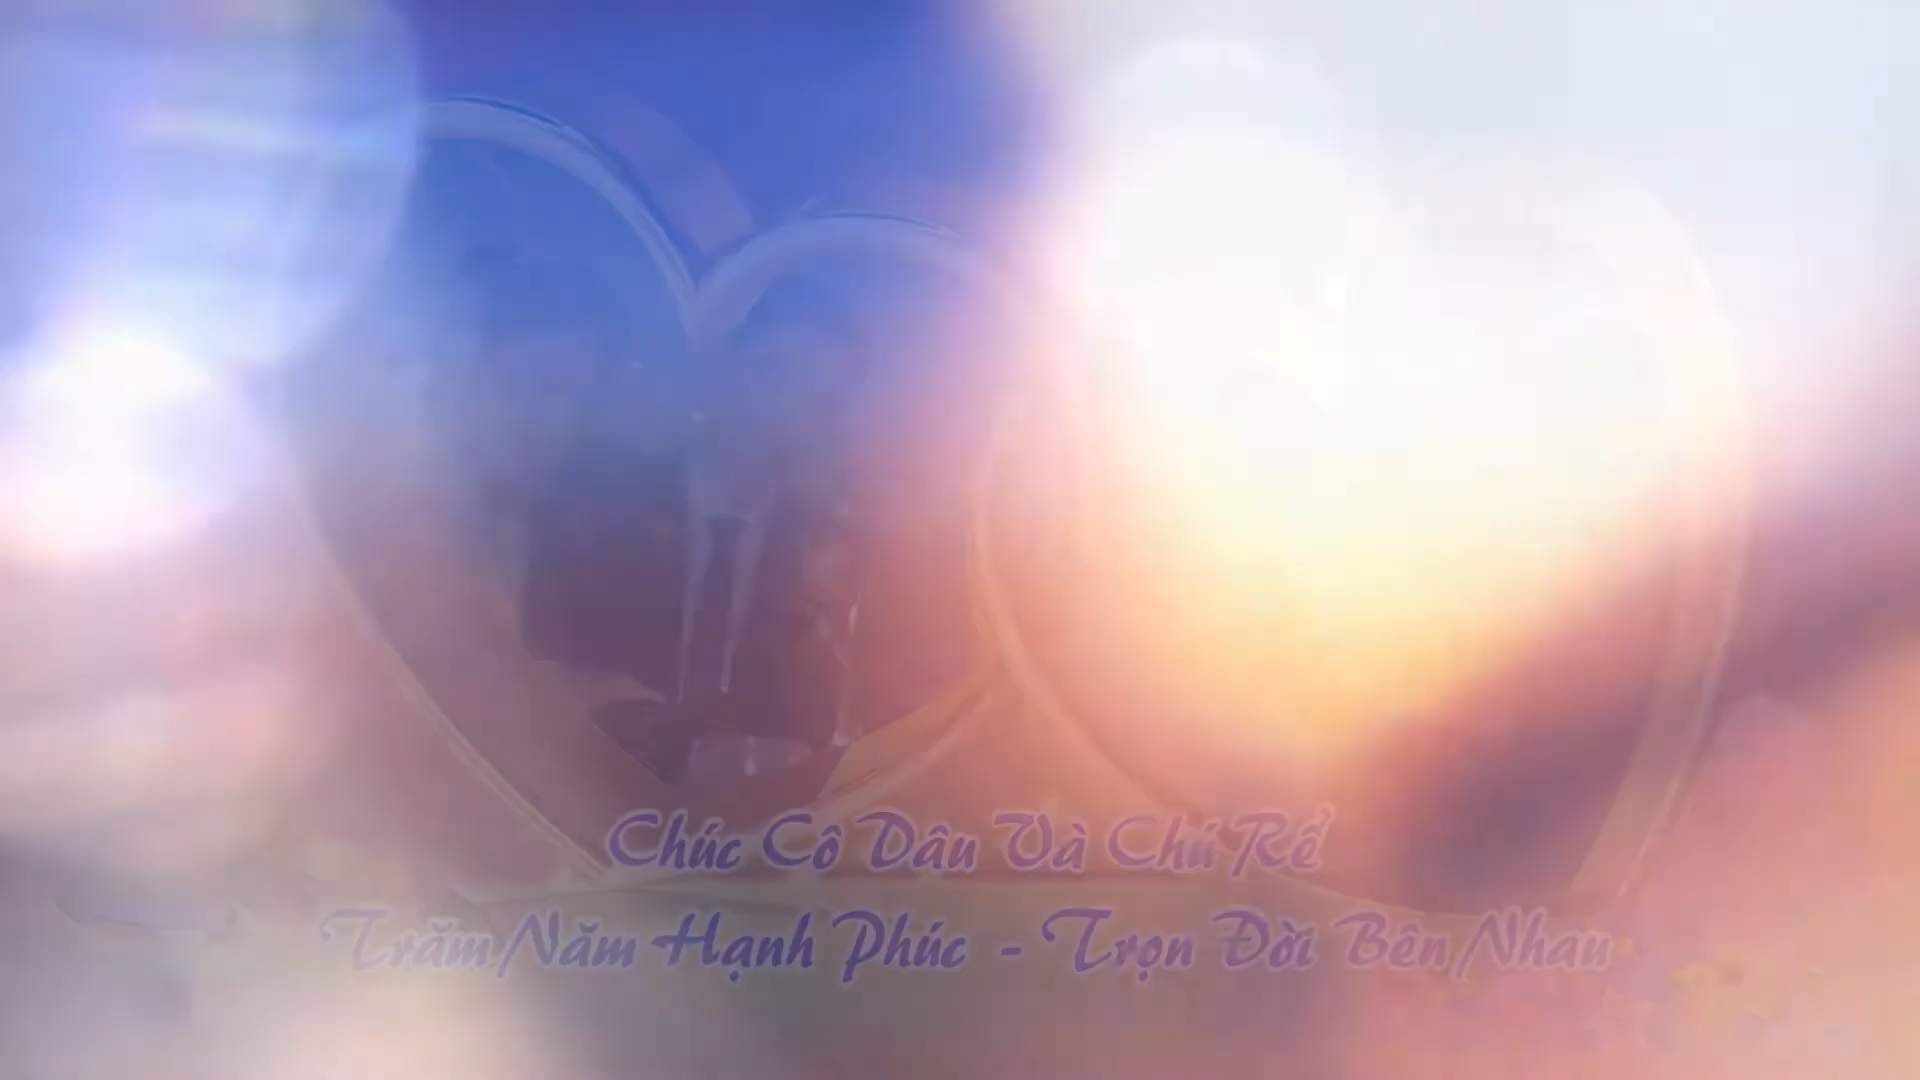 Chúc Cô Dâu Và Chú Rể
Trăm Năm Hạnh Phúc - Trọn Đời Bên Nhau